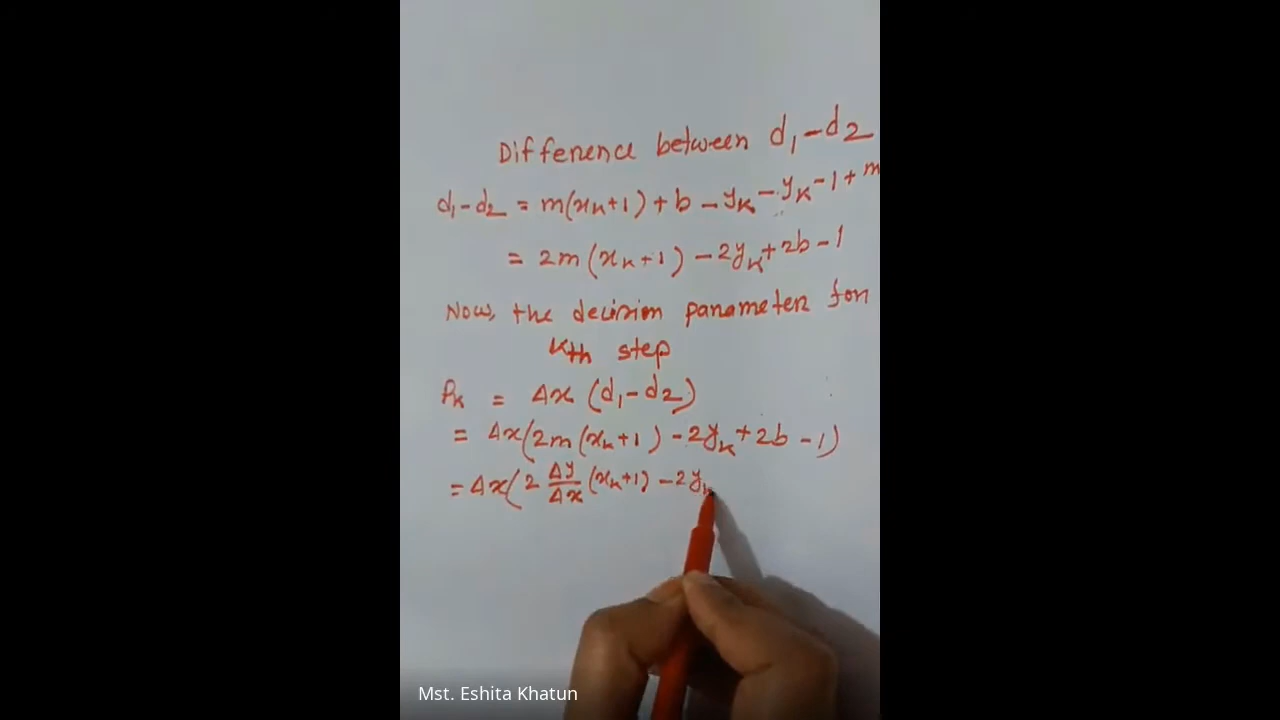 Difference between d₁-d₂
d₁-d₂ = m(xₖ+1) + b - yₖ - yₖ - 1 + m
= 2m (xₖ+1) - 2yₖ + 2b - 1
Now, the decision parameter for
kth step
Pₖ = Δx (d₁-d₂)
= Δx(2m (xₖ+1) - 2yₖ + 2b - 1)
= Δx(2 Δy/Δx (xₖ+1) - 2yₖ
Mst. Eshita Khatun